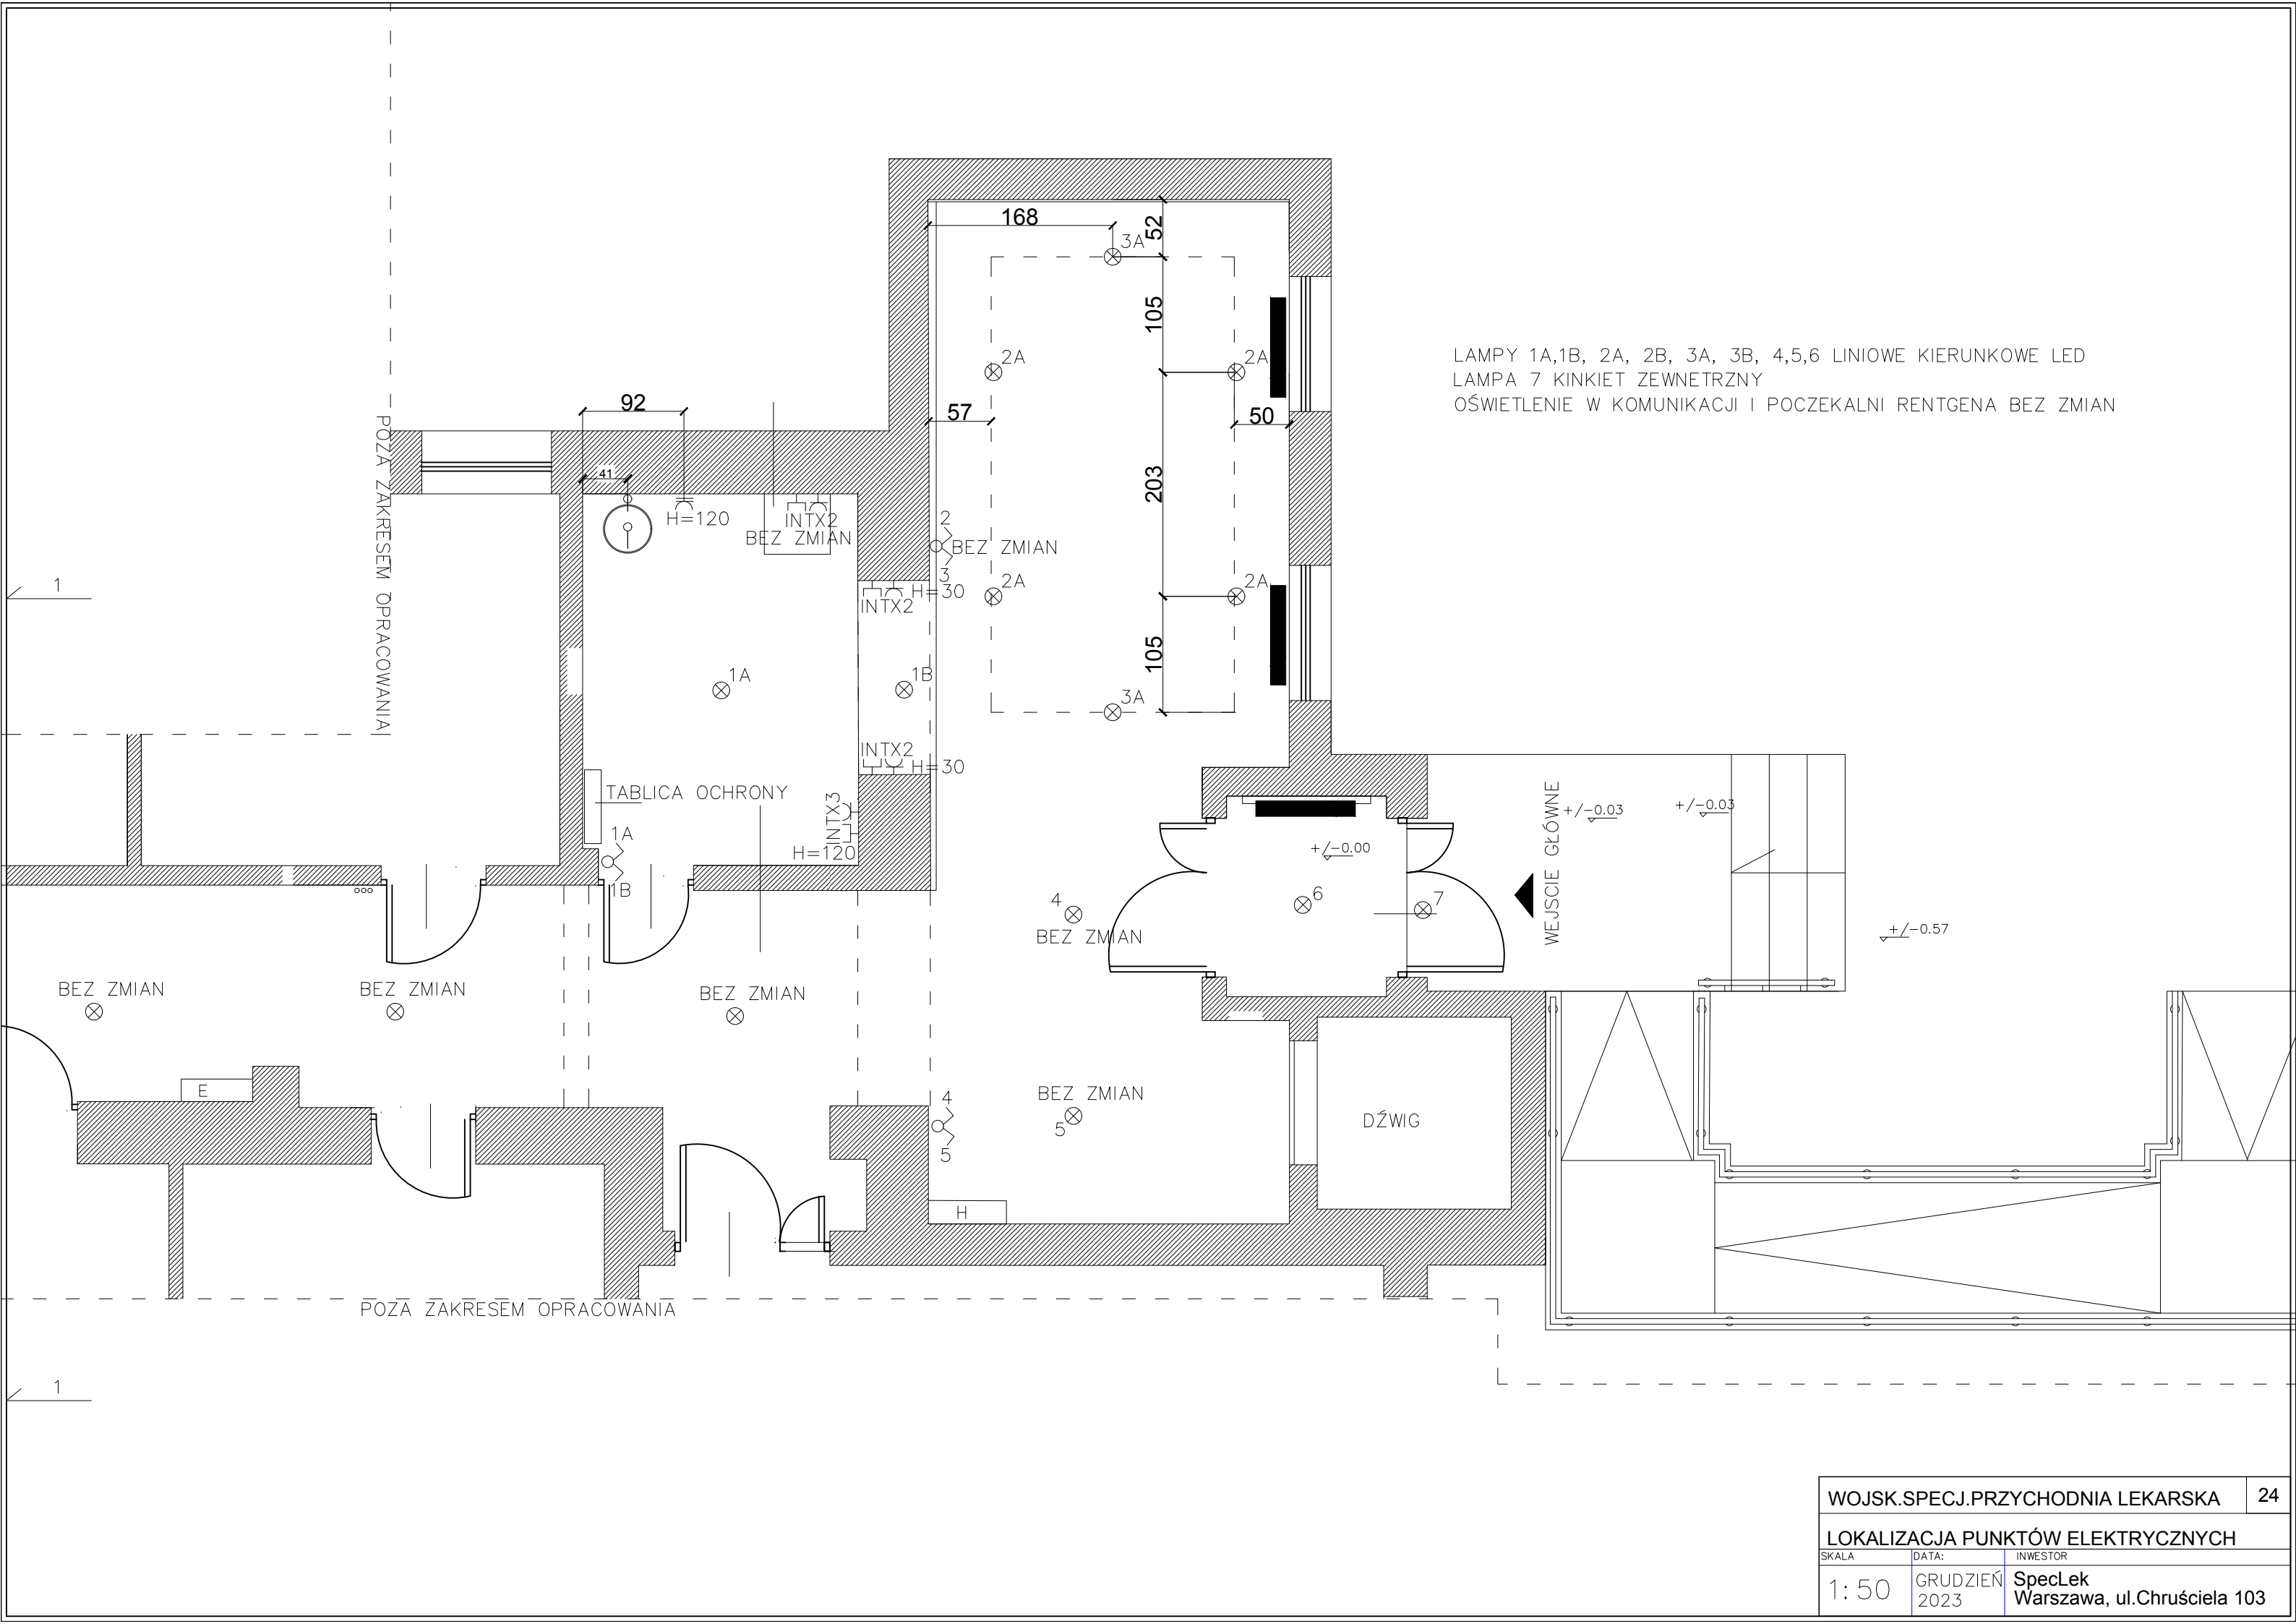 168
52
3A
105
2A
2A
LAMPY 1A,1B, 2A, 2B, 3A, 3B, 4,5,6 LINIOWE KIERUNKOWE LED
LAMPA 7 KINKIET ZEWNETRZNY
OŚWIETLENIE W KOMUNIKACJI I POCZEKALNI RENTGENA BEZ ZMIAN
92
57
50
POZA ZAKRESEM OPRACOWANIA
41
203
H=120
INTX2
BEZ ZMIAN
2
BEZ ZMIAN
3
1
H=30
INTX2
2A
2A
105
1A
1B
3A
INTX2
H=30
TABLICA OCHRONY
INTX3
H=120
WEJSCIE GŁÓWNE
+/-0.03
+/-0.03
1A
1B
+/-0.00
4
BEZ ZMIAN
6
7
+/-0.57
BEZ ZMIAN
BEZ ZMIAN
BEZ ZMIAN
E
4
5
BEZ ZMIAN
5
DŹWIG
H
POZA ZAKRESEM OPRACOWANIA
1
WOJSK.SPECJ.PRZYCHODNIA LEKARSKA
24
LOKALIZACJA PUNKTÓW ELEKTRYCZNYCH
SKALA
DATA:
INWESTOR
1:50
GRUDZIEŃ
2023
SpecLek
Warszawa, ul.Chruściela 103